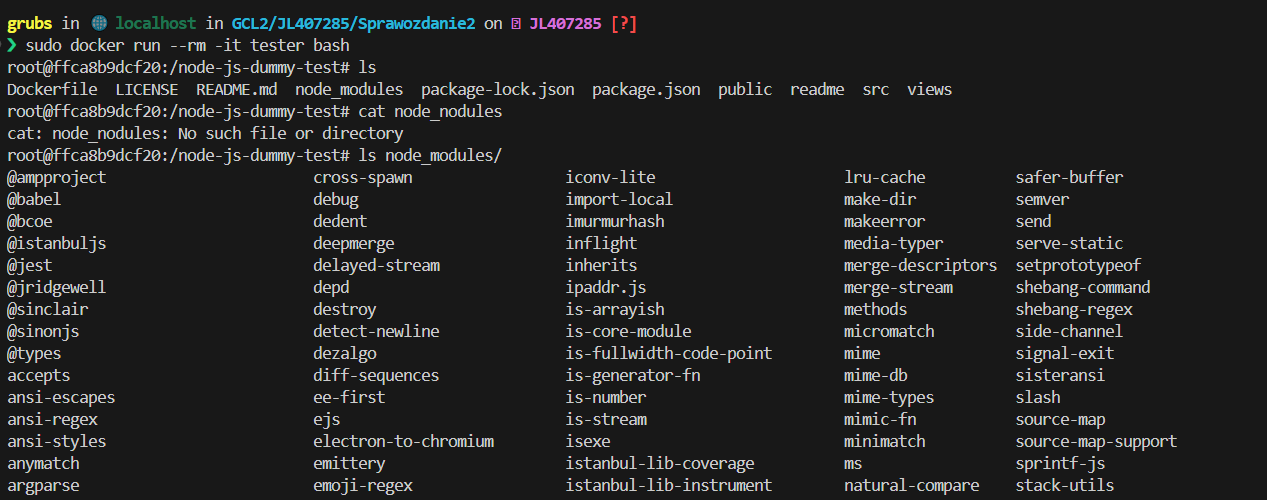 grubs in 🌐 localhost in GCL2/JL407285/Sprawozdanie2 on JL407285 [?]
❯ sudo docker run --rm -it tester bash
root@ffca8b9dcf20:/node-js-dummy-test# ls
Dockerfile  LICENSE  README.md  node_modules  package-lock.json  package.json  public  readme  src  views
root@ffca8b9dcf20:/node-js-dummy-test# cat node_nodules
cat: node_nodules: No such file or directory
root@ffca8b9dcf20:/node-js-dummy-test# ls node_modules/
@ampproject  cross-spawn  iconv-lite  lru-cache  safer-buffer
@babel  debug  import-local  make-dir  semver
@bcoe  dedent  imurmurhash  makeerror  send
@istanbuljs  deepmerge  inflight  media-typer  serve-static
@jest  delayed-stream  inherits  merge-descriptors  setprototypeof
@jridgewell  depd  ipaddr.js  merge-stream  shebang-command
@sinclair  destroy  is-arrayish  methods  shebang-regex
@sinonjs  detect-newline  is-core-module  micromatch  side-channel
@types  dezalgo  is-fullwidth-code-point  mime  signal-exit
accepts  diff-sequences  is-generator-fn  mime-db  sisteransi
ansi-escapes  ee-first  is-number  mime-types  slash
ansi-regex  ejs  is-stream  mimic-fn  source-map
ansi-styles  electron-to-chromium  isexe  minimatch  source-map-support
anymatch  emittery  istanbul-lib-coverage  ms  sprintf-js
argparse  emoji-regex  istanbul-lib-instrument  natural-compare  stack-utils